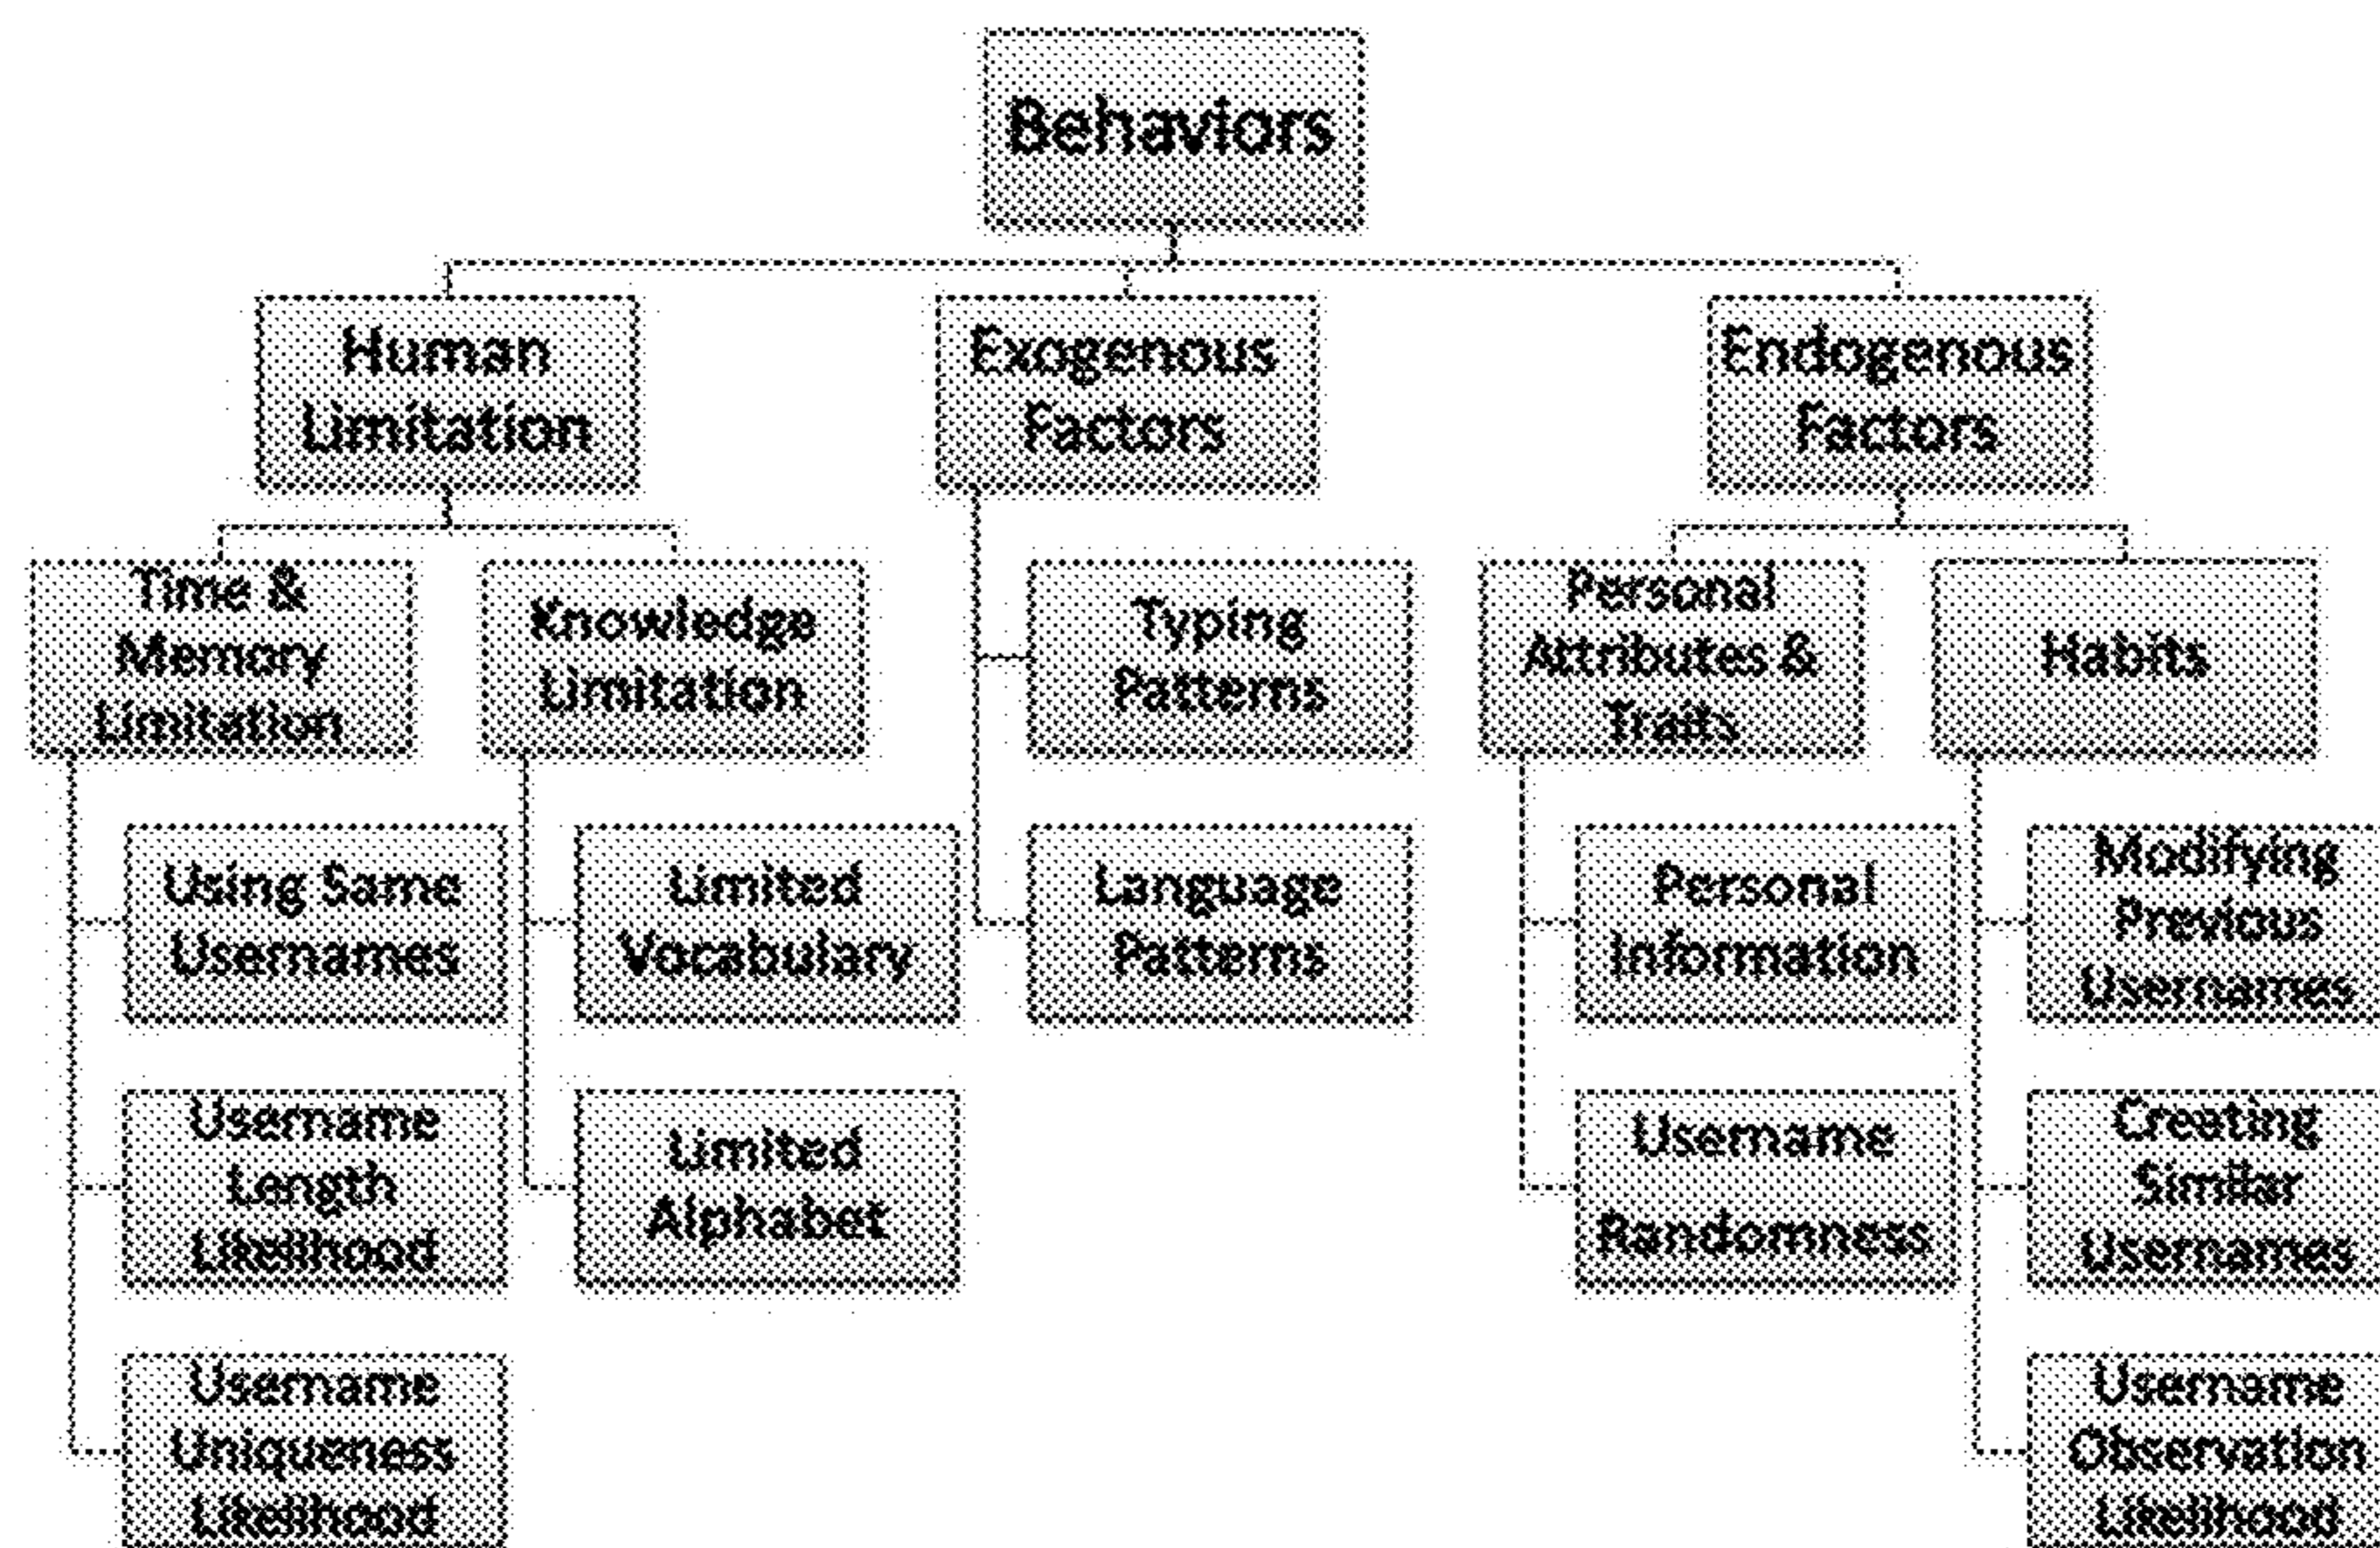 Behaviors
Human
Limitation
Exogenous
Factors
Endogenous
Factors
Time &
Memory
Limitation
Knowledge
Limitation
Typing
Patterns
Personal
Attributes &
Traits
Habits
Using Same
Usernames
Limited
Vocabulary
Language
Patterns
Personal
Information
Modifying
Previous
Usernames
Username
Length
Likelihood
Limited
Alphabet
Username
Randomness
Creating
Similar
Usernames
Username
Uniqueness
Likelihood
Username
Observation
Likelihood